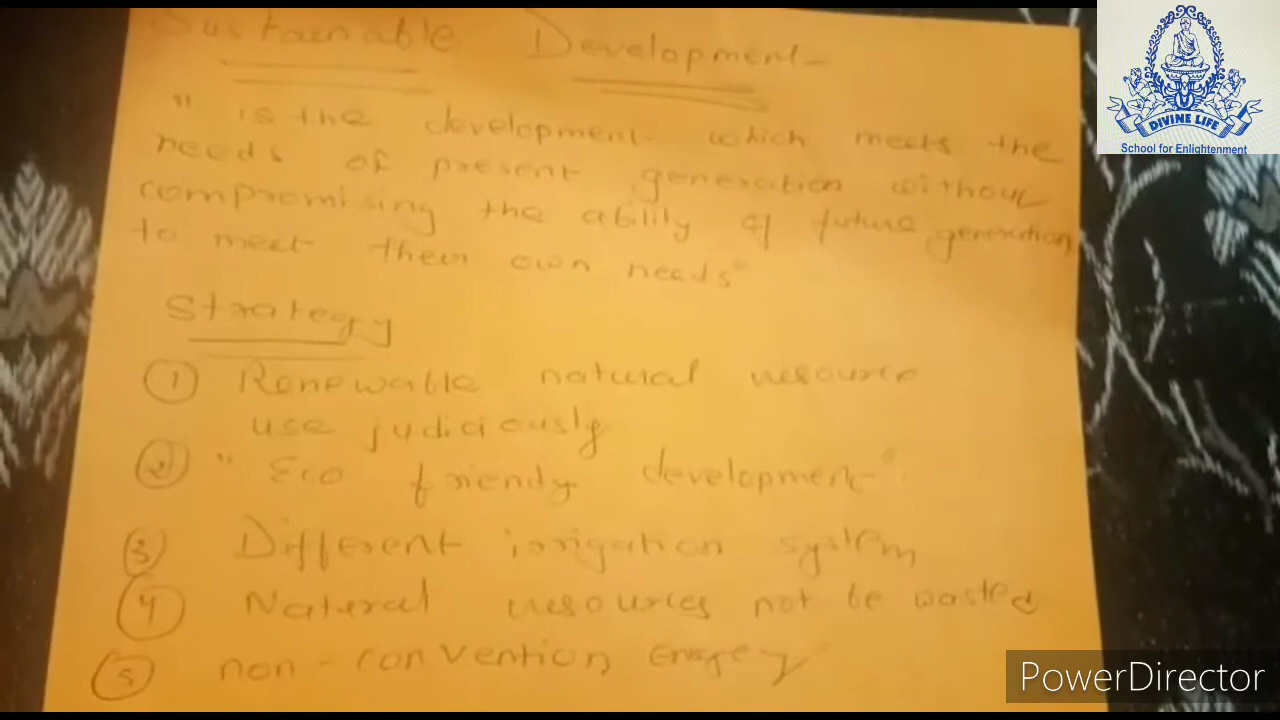 Sustainable Development
" is the development which meets the
needs of present generation without
compromising the ability of future generation
to meet their own needs"
Strategy
① Renewable natural resource
use judiciously
② " Eco friendy development"
③ Different irrigation system
④ Natural resources not be wasted
⑤ non-convention
DIVINE LIFE
School for Enlightenment
PowerDirector